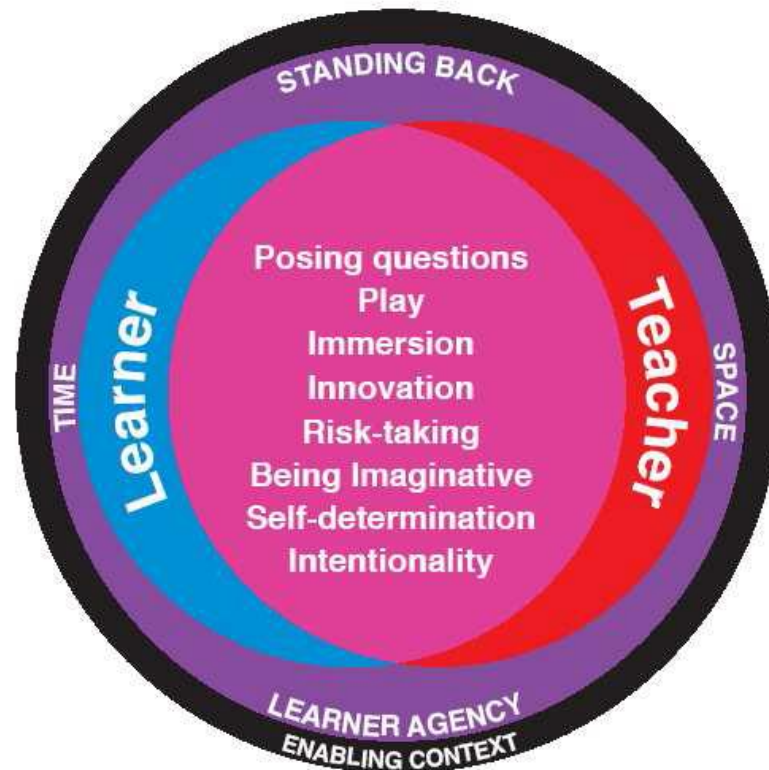 STANDING BACK
Posing questions
Play
Immersion
Innovation
Risk-taking
Being Imaginative
Self-determination
Intentionality
Learner
Teacher
TIME
SPACE
LEARNER AGENCY
ENABLING CONTEXT